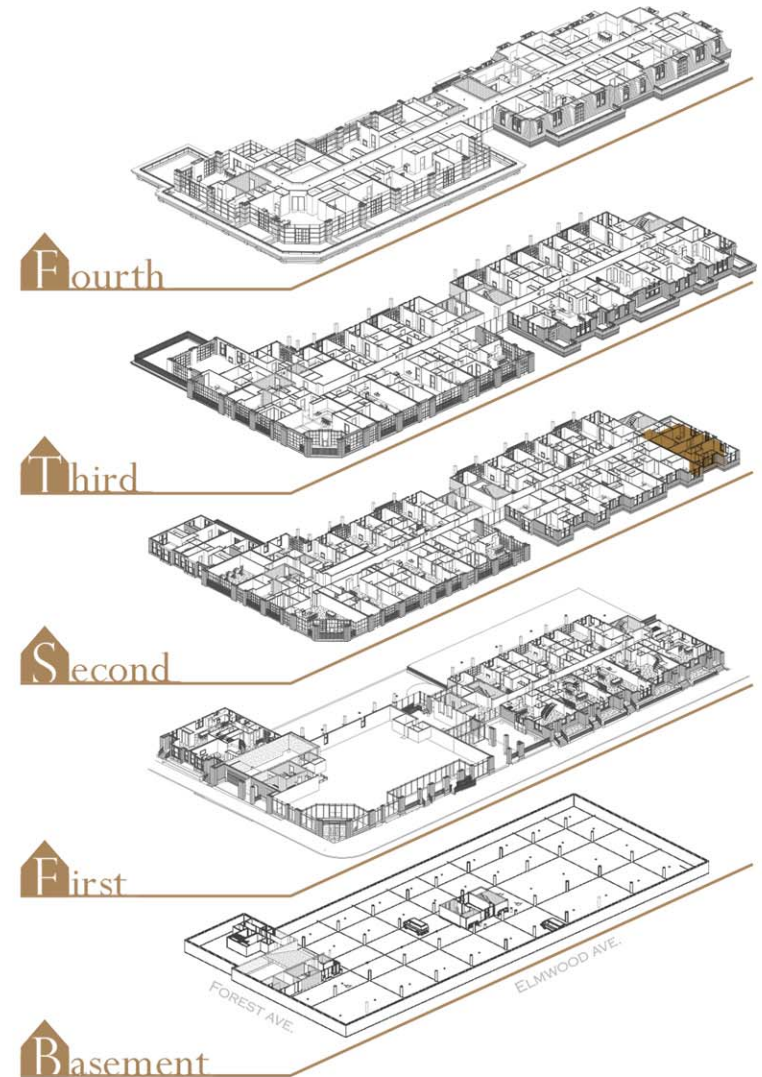 Fourth
Third
Second
First
FOREST AVE.
ELMWOOD AVE.
Basement